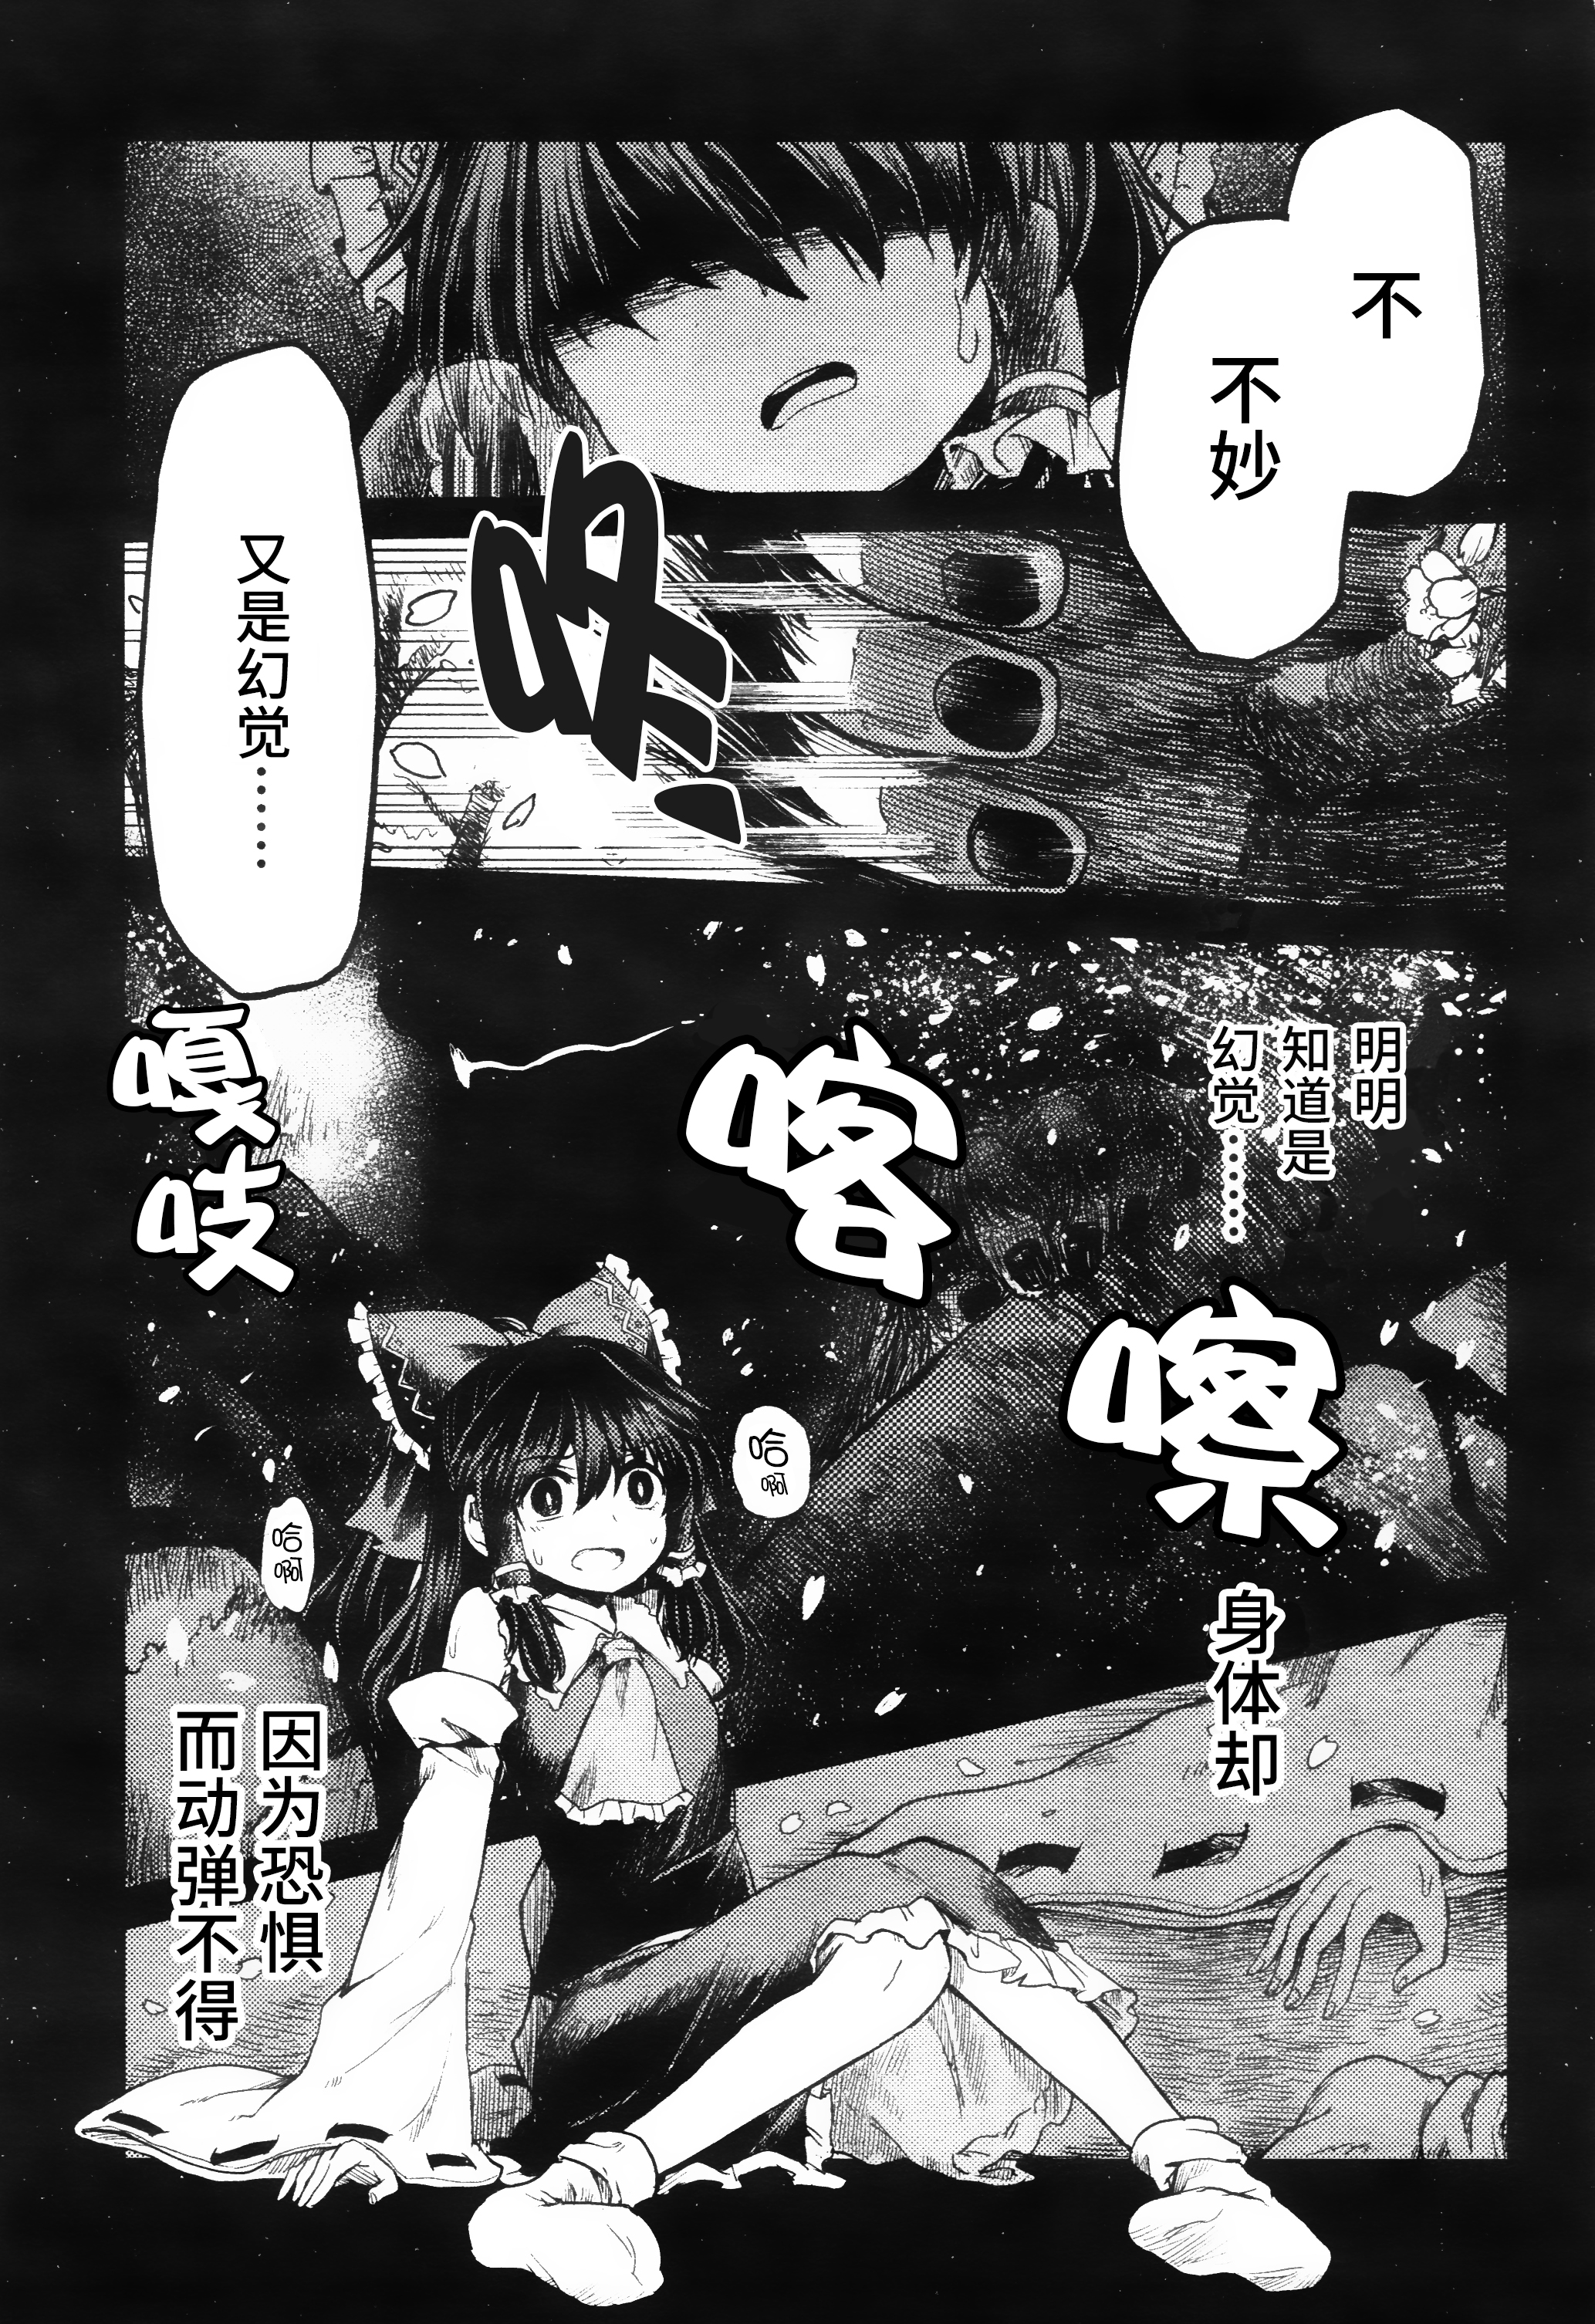 不
不妙
咚
又是幻觉……
明明
知道是
幻觉……
喀
嚓
嘎吱
哈啊
哈啊
身体却
因为恐惧
而动弹不得